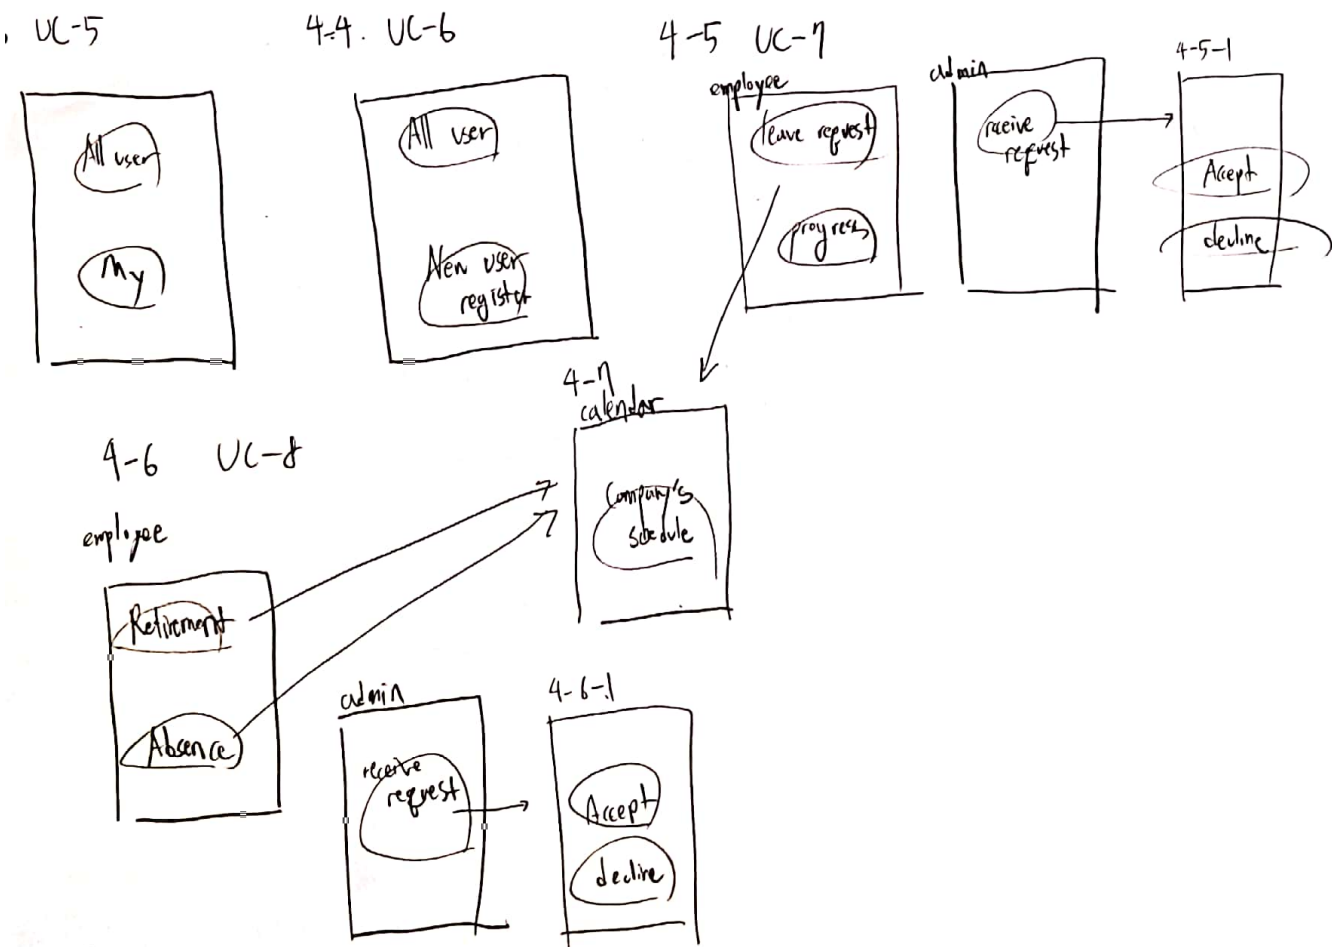 UC-5
All user
My
4-4. UC-6
All user
New user
register
4-5 UC-7
employee
leave request
progress
admin
receive
request
4-5-1
Accept
decline
4-7
calendar
Company's
schedule
4-6 UC-8
employee
Retirement
Absence
admin
receive
request
4-6-1
Accept
decline